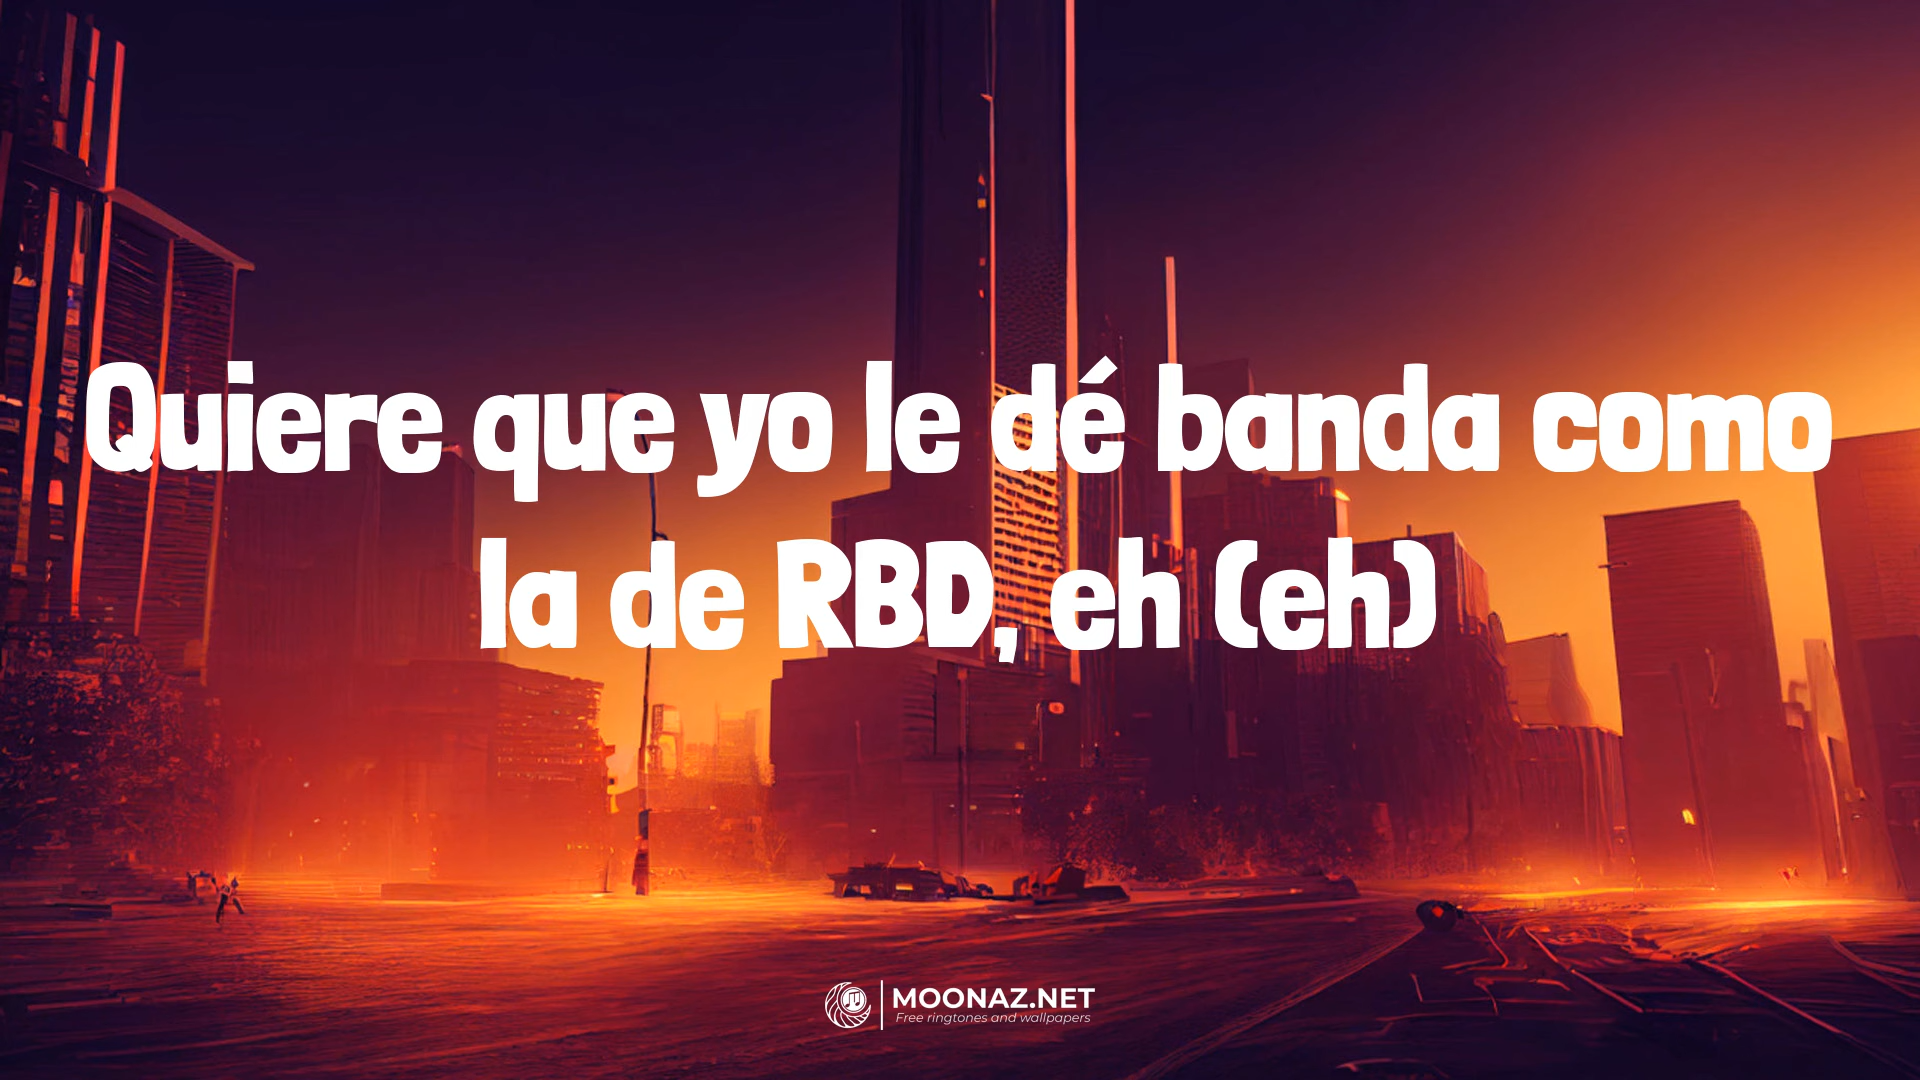 Quiere que yo le dé banda como
la de RBD, eh (eh)
MOONAZ.NET
Free ringtones and wallpapers